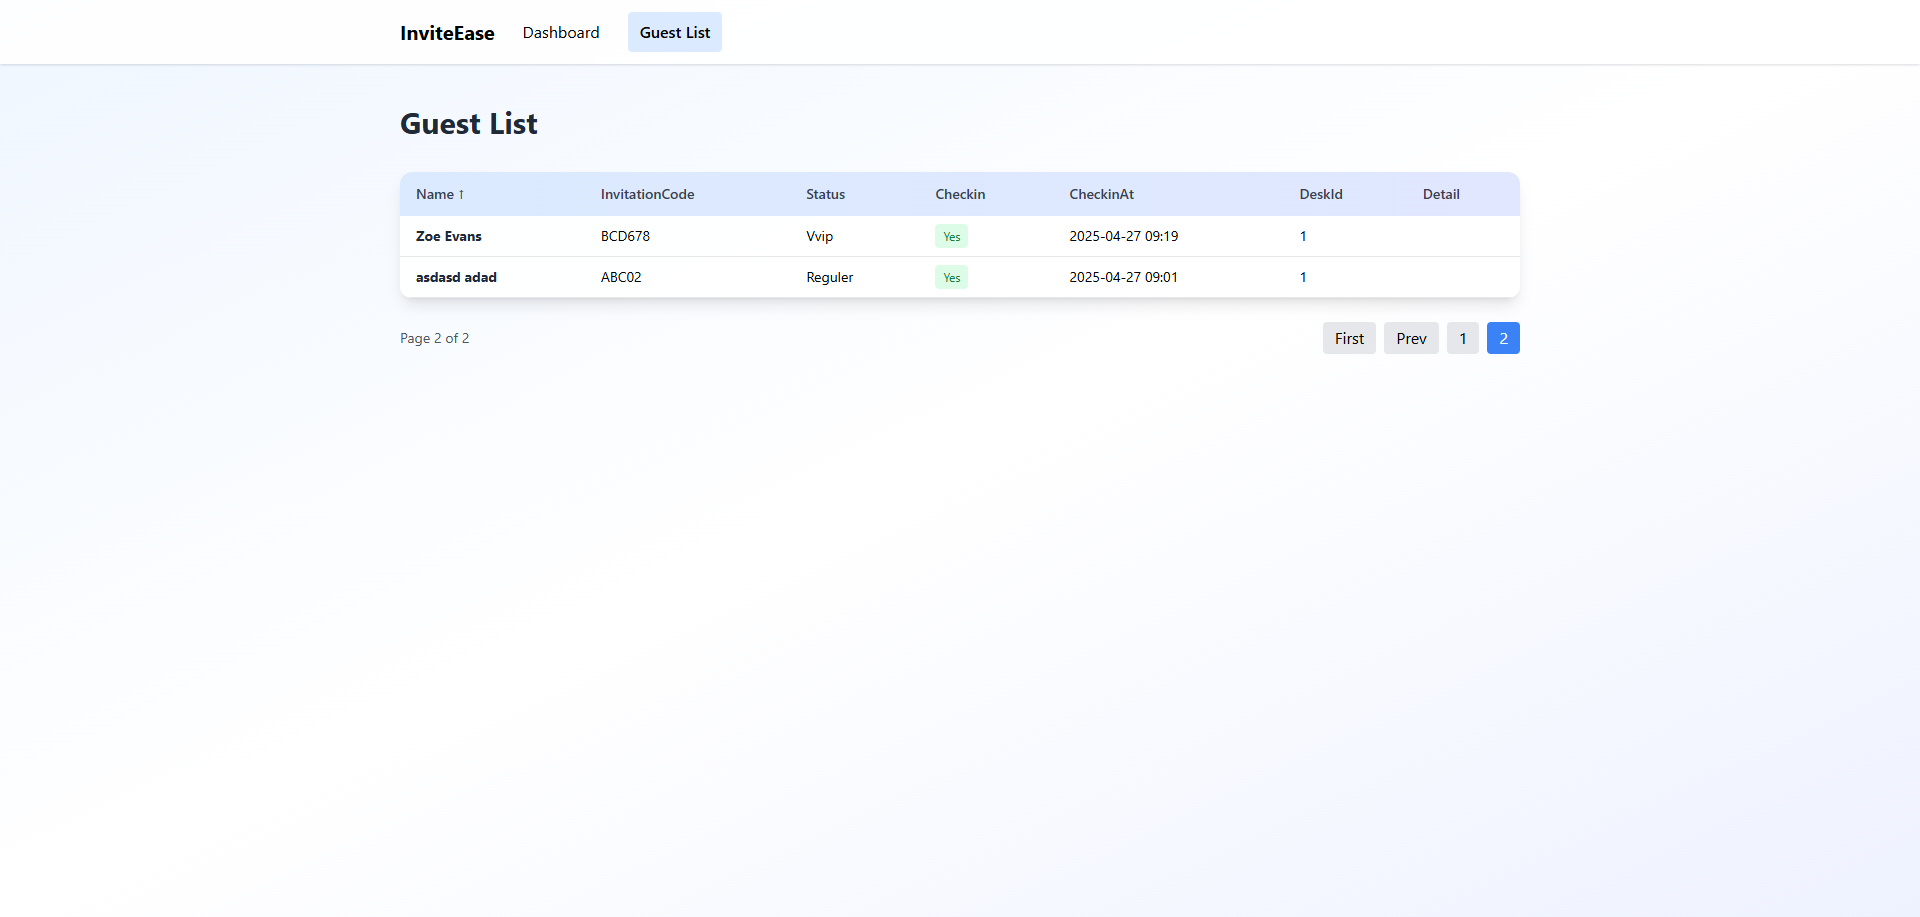 InviteEase Dashboard Guest List
Guest List
Name ↑ InvitationCode Status Checkin CheckinAt DeskId Detail
Zoe Evans BCD678 Vvip Yes 2025-04-27 09:19 1
asdasd adad ABC02 Reguler Yes 2025-04-27 09:01 1
Page 2 of 2 First Prev 1 2